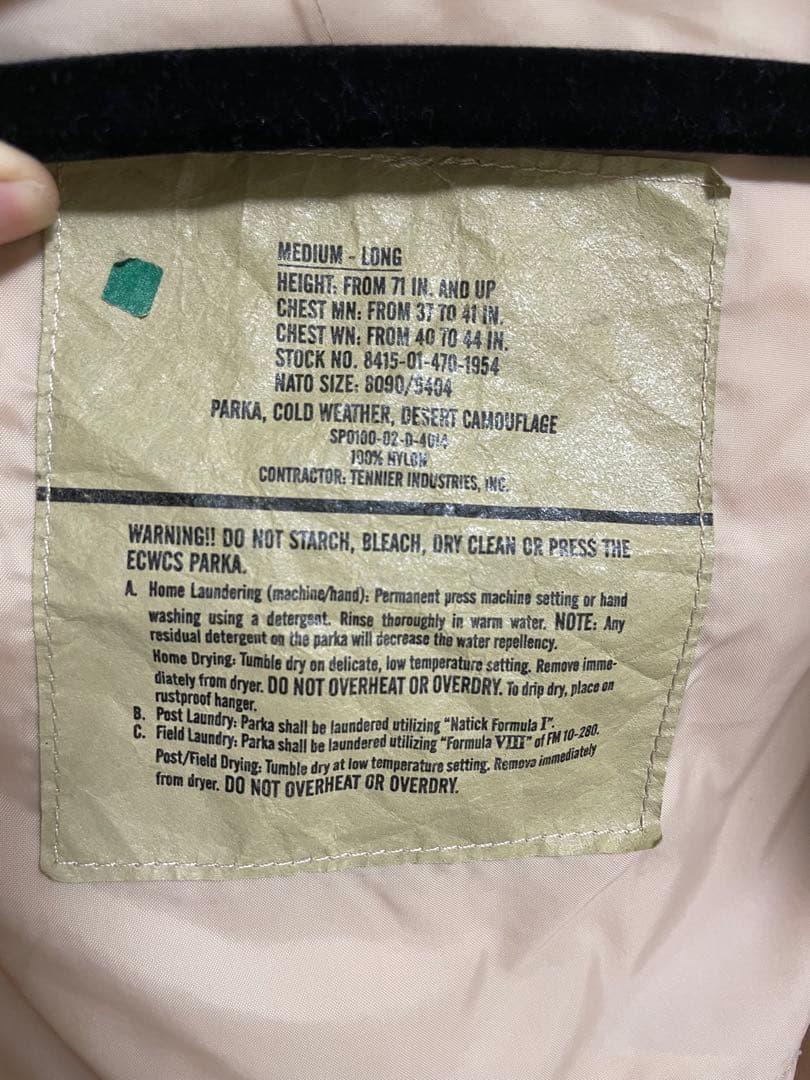 MEDIUM - LONG
HEIGHT: FROM 71 IN. AND UP
CHEST MN: FROM 37 TO 41 IN.
CHEST WN: FROM 40 TO 44 IN.
STOCK NO. 8415-01-470-1954
NATO SIZE: 8090/9404
PARKA, COLD WEATHER, DESERT CAMOUFLAGE
SPO100-02-D-4014
100% NYLON
CONTRACTOR: TENNIER INDUSTRIES, INC.
WARNING!! DO NOT STARCH, BLEACH, DRY CLEAN OR PRESS THE
ECWCS PARKA.
A. Home Laundering (machine/hand): Permanent press machine setting or hand
washing using a detergent. Rinse thoroughly in warm water. NOTE: Any
residual detergent on the parka will decrease the water repellency.
Home Drying: Tumble dry on delicate, low temperature setting. Remove imme-
diately from dryer. DO NOT OVERHEAT OR OVERDRY. To drip dry, place on
rustproof hanger.
B. Post Laundry: Parka shall be laundered utilizing "Natick Formula I".
C. Field Laundry: Parka shall be laundered utilizing "Formula VIII" of FM 10-280.
Post/Field Drying: Tumble dry at low temperature setting. Remove immediately
from dryer. DO NOT OVERHEAT OR OVERDRY.